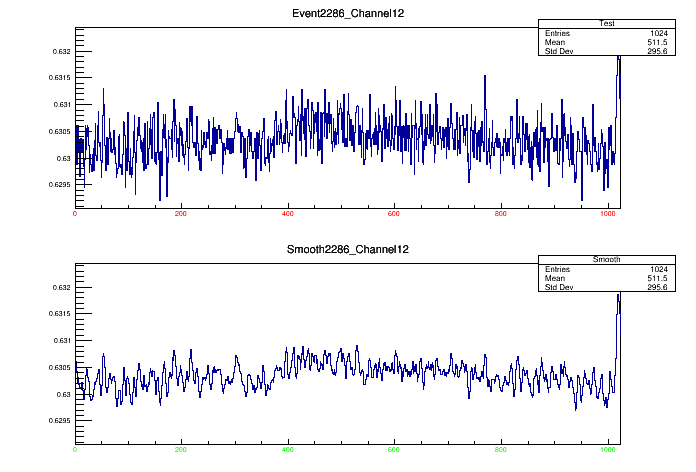 Event2286_Channel12
Test
Entries 1024
Mean 511.5
Std Dev 295.6
0.632
0.6315
0.631
0.6305
0.63
0.6295
0 200 400 600 800 1000
Smooth2286_Channel12
Smooth
Entries 1024
Mean 511.5
Std Dev 295.6
0.632
0.6315
0.631
0.6305
0.63
0.6295
0 200 400 600 800 1000